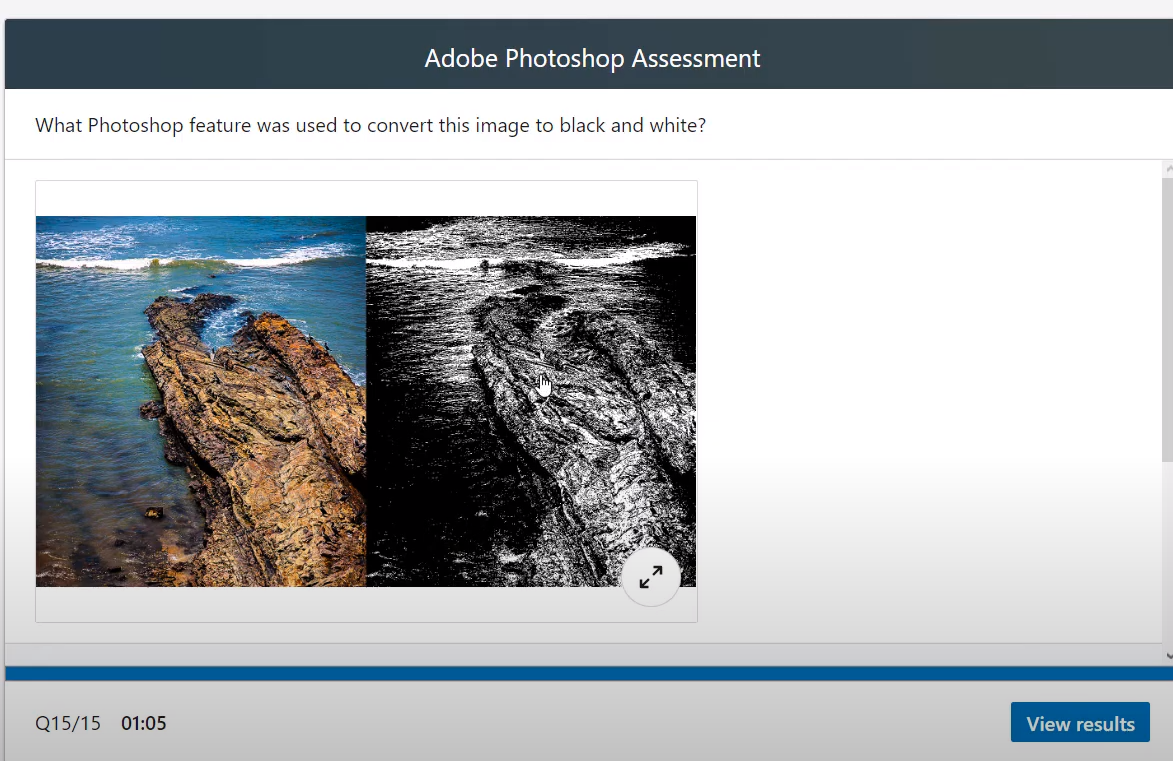 Adobe Photoshop Assessment
What Photoshop feature was used to convert this image to black and white?
Q15/15 01:05
View results